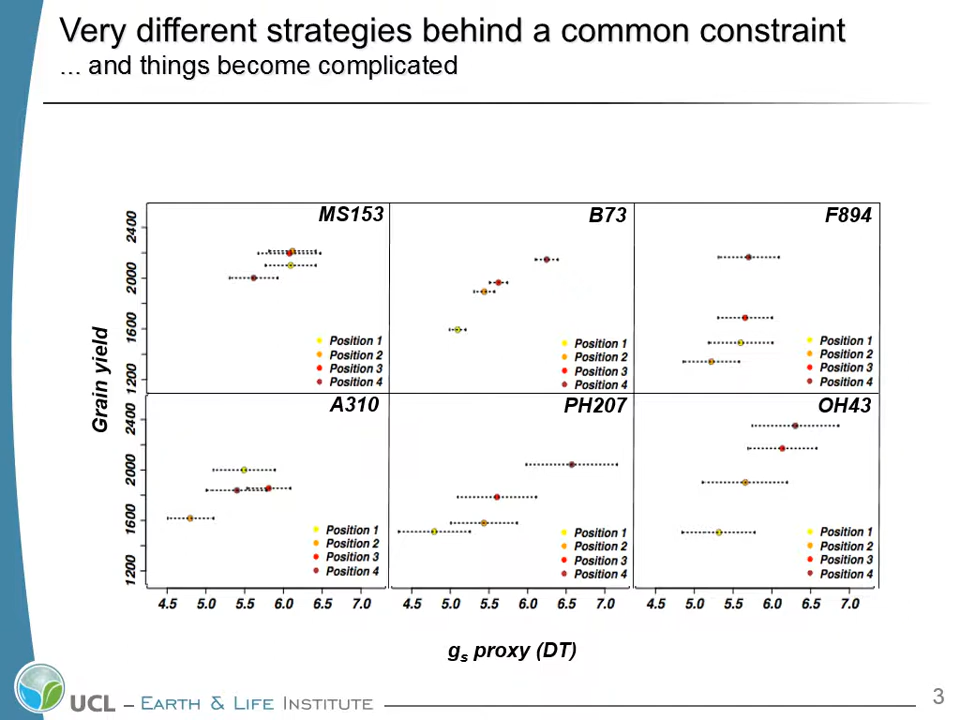 Very different strategies behind a common constraint
... and things become complicated
MS153
B73
F894
2400
2000
1600
1200
Position 1
Position 2
Position 3
Position 4
Position 1
Position 2
Position 3
Position 4
Position 1
Position 2
Position 3
Position 4
Grain yield
A310
PH207
OH43
2400
2000
1600
1200
Position 1
Position 2
Position 3
Position 4
Position 1
Position 2
Position 3
Position 4
Position 1
Position 2
Position 3
Position 4
4.5 5.0 5.5 6.0 6.5 7.0
4.5 5.0 5.5 6.0 6.5 7.0
4.5 5.0 5.5 6.0 6.5 7.0
gs proxy (DT)
UCL – EARTH & LIFE INSTITUTE
3